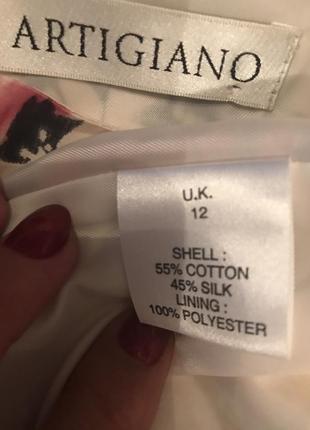 ARTIGIANO
U.K.
12
SHELL :
55% COTTON
45% SILK
LINING :
100% POLYESTER